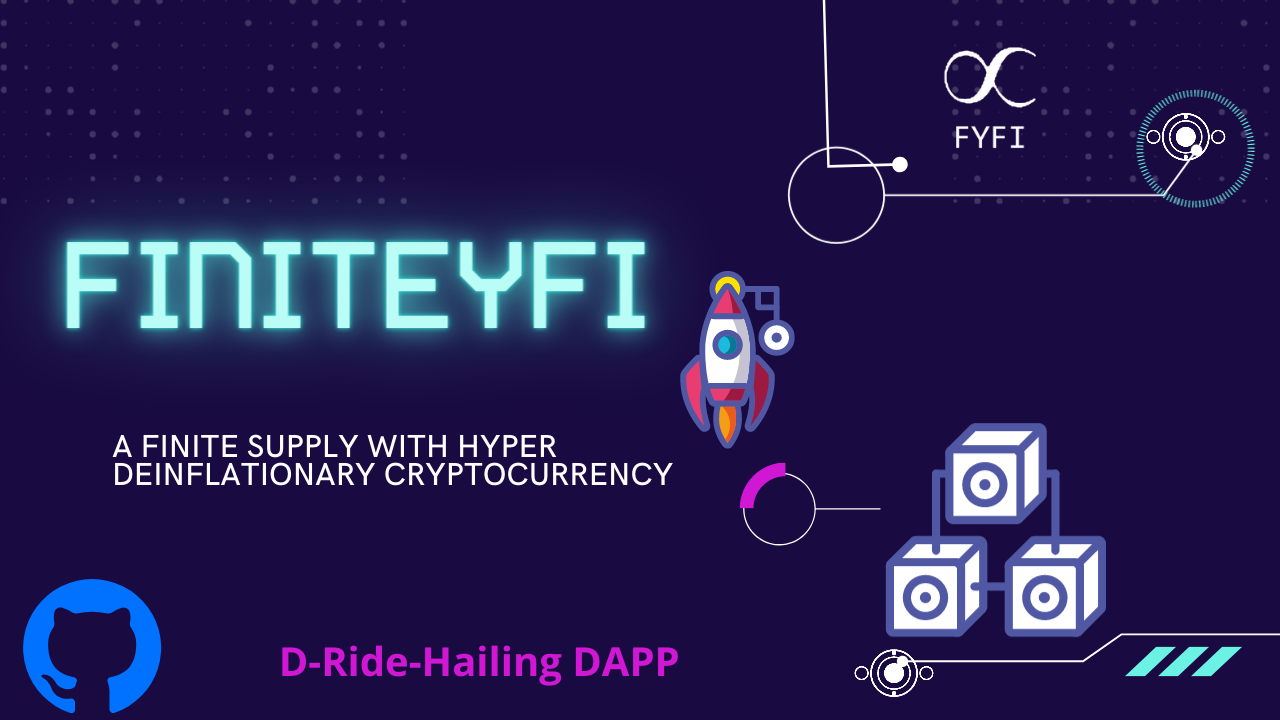 FYFI
FINITEYFI
A FINITE SUPPLY WITH HYPER
DEINFLATIONARY CRYPTOCURRENCY
D-Ride-Hailing DAPP